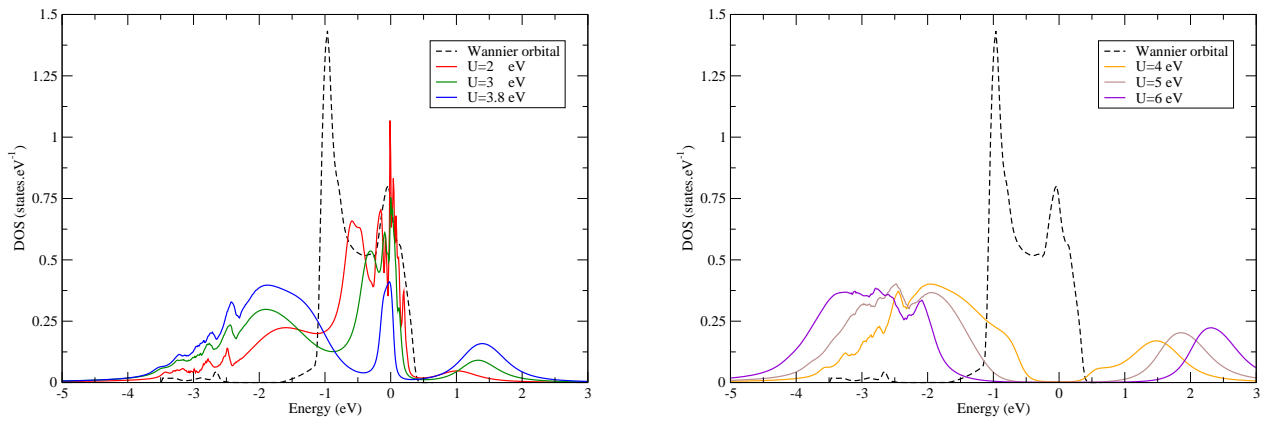 1.5
1.25
1
0.75
0.5
0.25
0
DOS (states.eV⁻¹)
Wannier orbital
U=2 eV
U=3 eV
U=3.8 eV
-5 -4 -3 -2 -1 0 1 2 3
Energy (eV)
1.5
1.25
1
0.75
0.5
0.25
0
DOS (states.eV⁻¹)
Wannier orbital
U=4 eV
U=5 eV
U=6 eV
-5 -4 -3 -2 -1 0 1 2 3
Energy (eV)